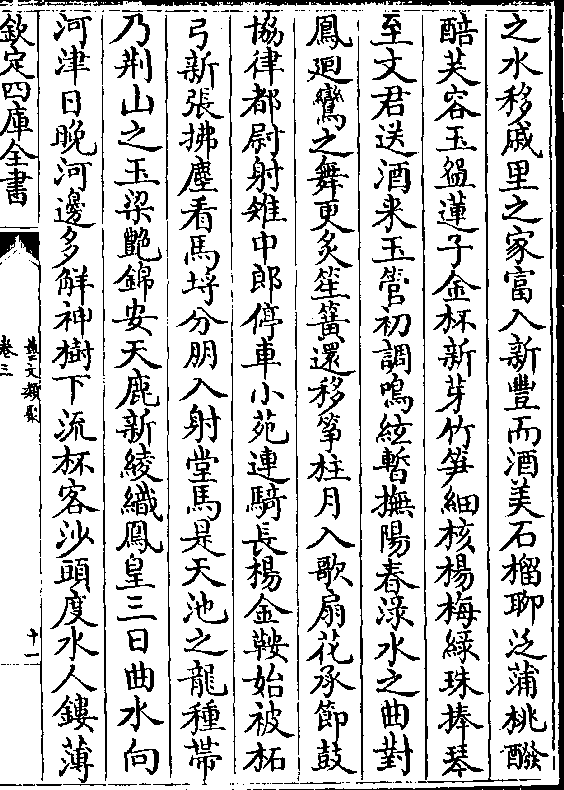 之水移戚里之家富入新豐而酒美石榴聊泛蒲桃醱
醅芙容玉盌蓮子金杯新芽竹笋細核楊梅緑珠捧琴
至文君送酒来玉管初調鳴絃暫撫陽春渌水之曲對
鳳廻鸞之舞更炙笙簧還移筝柱月入歌扇花承節鼓
協律都尉射雉中郎停車小苑連騎長楊金鞍始被柘
弓新張拂塵看馬埒分朋入射堂馬是天池之龍種帶
乃荆山之玉梁艶錦安天鹿新綾織鳳皇三日曲水向
河津日晚河邊多解神樹下流杯客沙頭度水人鏤薄
欽定四庫全書
藝文類聚
卷三
十一